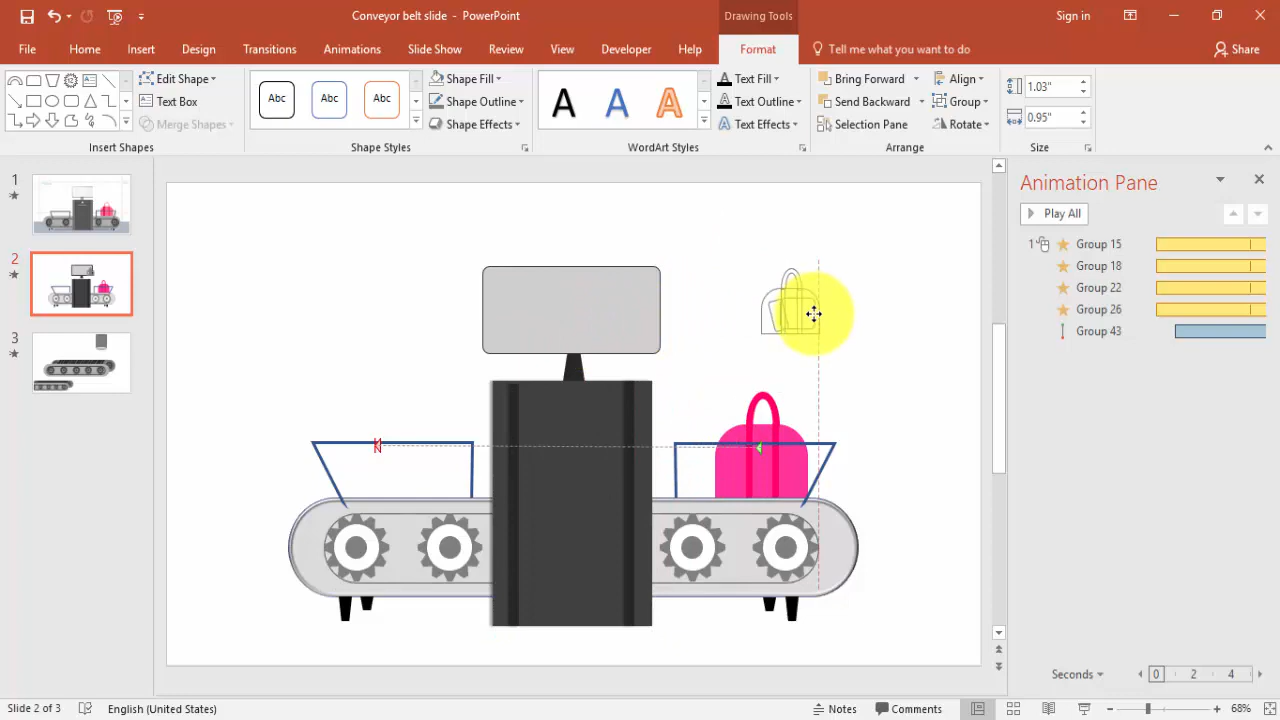 Conveyor belt slide - PowerPoint
Drawing Tools
Sign in
File
Home
Insert
Design
Transitions
Animations
Slide Show
Review
View
Developer
Help
Format
Tell me what you want to do
Share
Edit Shape
Text Box
Merge Shapes
Insert Shapes
Abc
Abc
Abc
Shape Fill
Shape Outline
Shape Effects
Shape Styles
A
A
A
Text Fill
Text Outline
Text Effects
WordArt Styles
Bring Forward
Send Backward
Selection Pane
Align
Group
Rotate
Arrange
1.03"
0.95"
Size
1
2
3
Animation Pane
Play All
1
Group 15
Group 18
Group 22
Group 26
Group 43
Seconds
0
2
4
Slide 2 of 3
English (United States)
Notes
Comments
68%